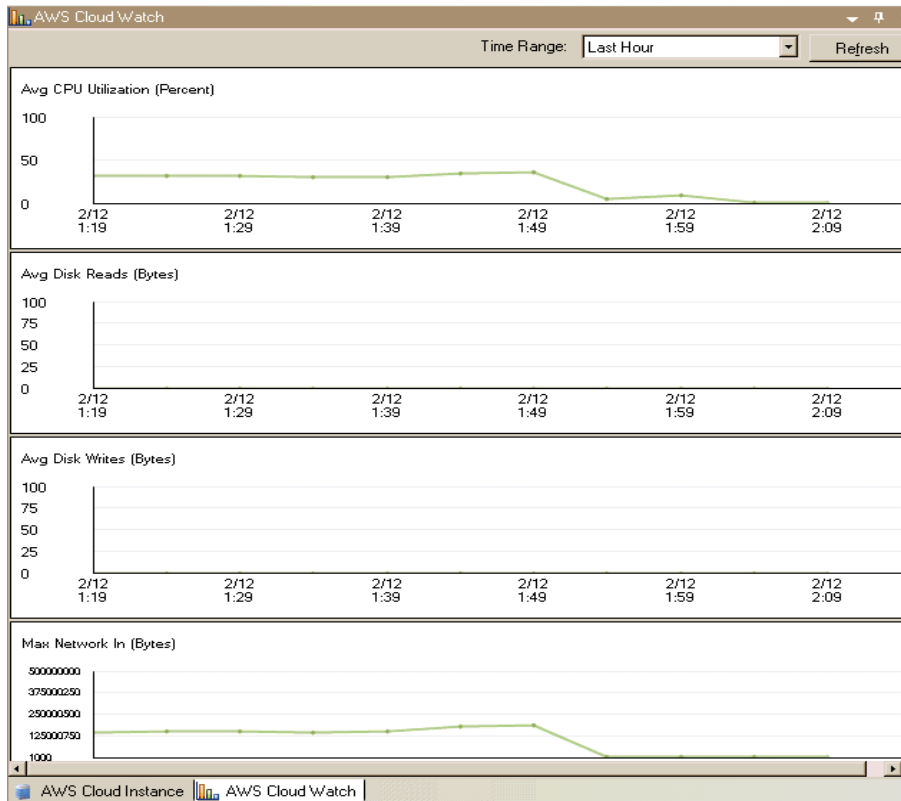 AWS Cloud Watch
Time Range: Last Hour Refresh
Avg CPU Utilization (Percent)
100
50
0
2/12 2/12 2/12 2/12 2/12 2/12
1:19 1:29 1:39 1:49 1:59 2:09
Avg Disk Reads (Bytes)
100
75
50
25
0
2/12 2/12 2/12 2/12 2/12 2/12
1:19 1:29 1:39 1:49 1:59 2:09
Avg Disk Writes (Bytes)
100
75
50
25
0
2/12 2/12 2/12 2/12 2/12 2/12
1:19 1:29 1:39 1:49 1:59 2:09
Max Network In (Bytes)
500000000
375000250
250000500
125000750
1000
AWS Cloud Instance AWS Cloud Watch